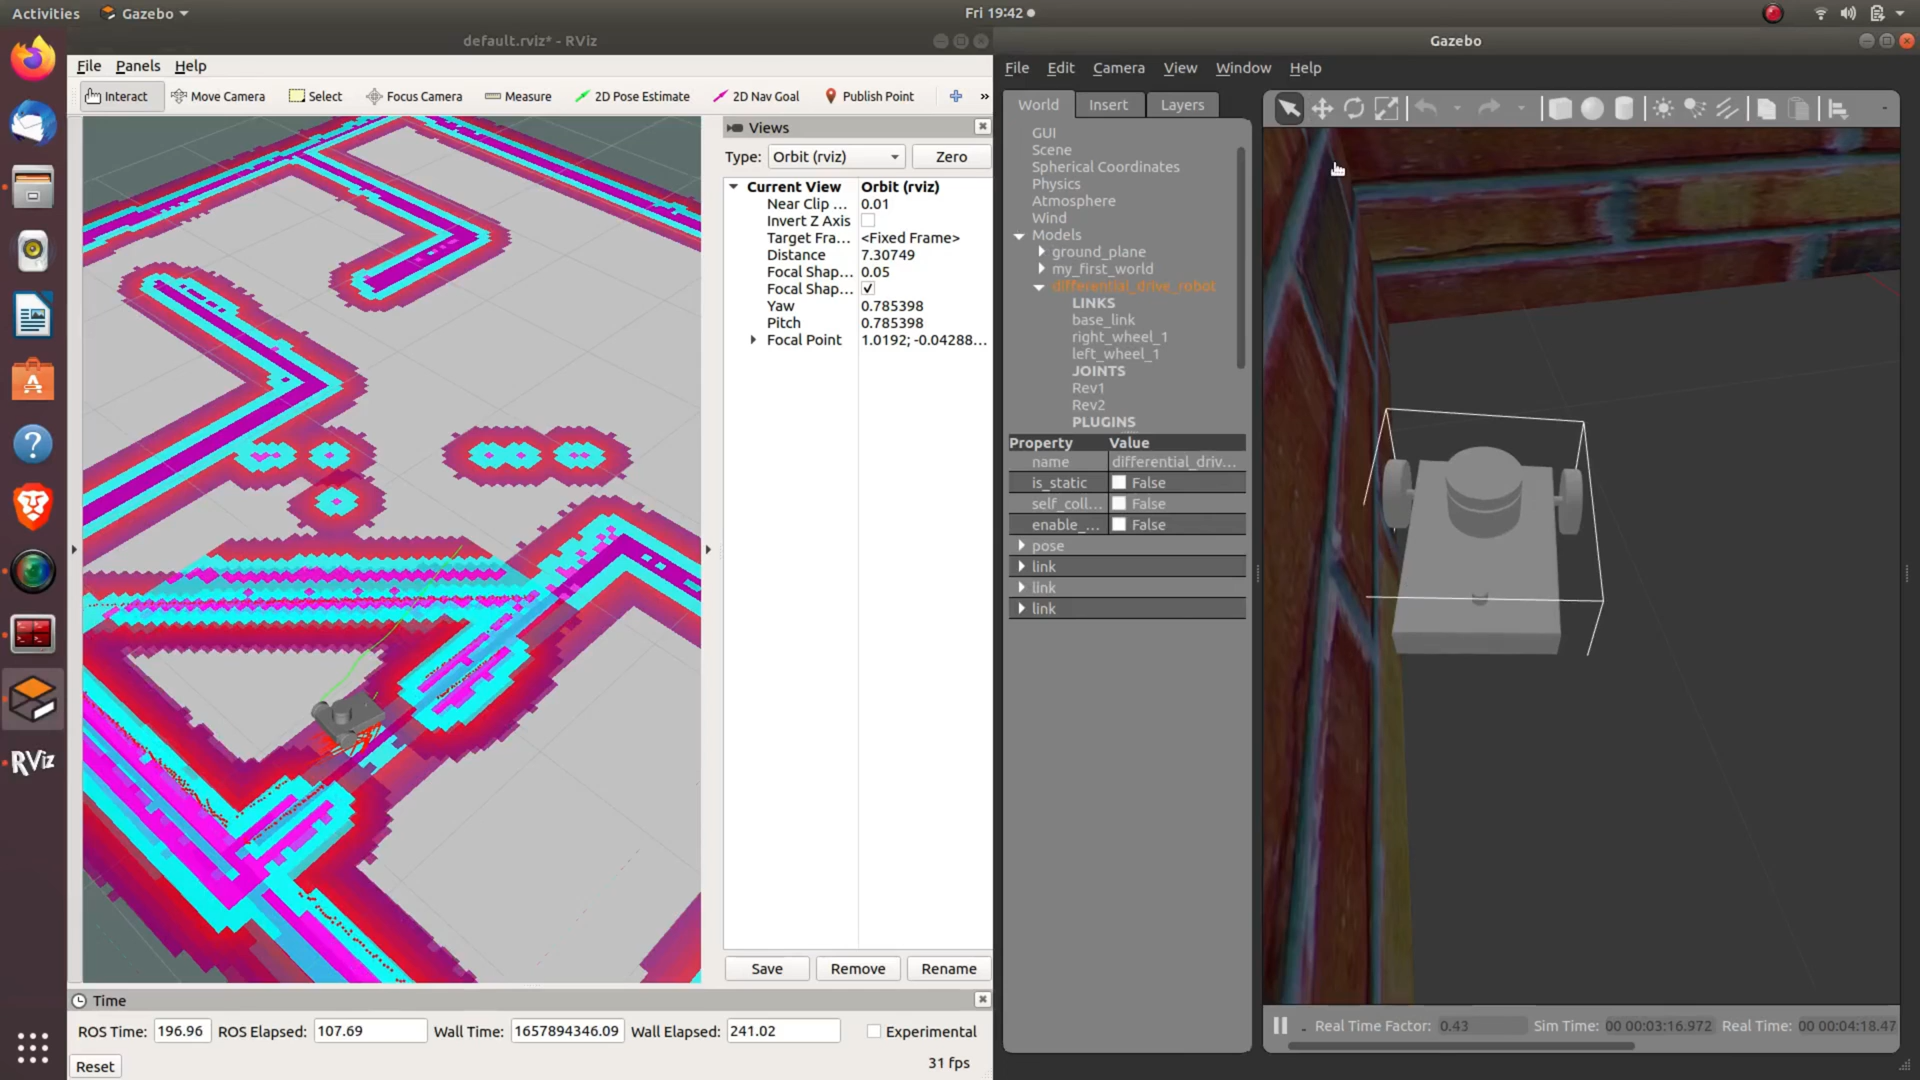 Activities Gazebo Fri 19:42
default.rviz* - RViz
File Panels Help
Interact Move Camera Select Focus Camera Measure 2D Pose Estimate 2D Nav Goal Publish Point »
Views
Type: Orbit (rviz) Zero
Current View Orbit (rviz)
Near Clip ... 0.01
Invert Z Axis
Target Fra... <Fixed Frame>
Distance 7.30749
Focal Shap... 0.05
Focal Shap... ✓
Yaw 0.785398
Pitch 0.785398
Focal Point 1.0192; -0.04288...
Save Remove Rename
Time
ROS Time: 196.96 ROS Elapsed: 107.69 Wall Time: 1657894346.09 Wall Elapsed: 241.02 Experimental
Reset 31 fps
RViz
Gazebo
File Edit Camera View Window Help
World Insert Layers
GUI
Scene
Spherical Coordinates
Physics
Atmosphere
Wind
Models
ground_plane
my_first_world
differential_drive_robot
LINKS
base_link
right_wheel_1
left_wheel_1
JOINTS
Rev1
Rev2
PLUGINS
Property Value
name differential_driv...
is_static False
self_coll... False
enable_... False
pose
link
link
link
Real Time Factor: 0.43 Sim Time: 00 00:03:16.972 Real Time: 00 00:04:18.47